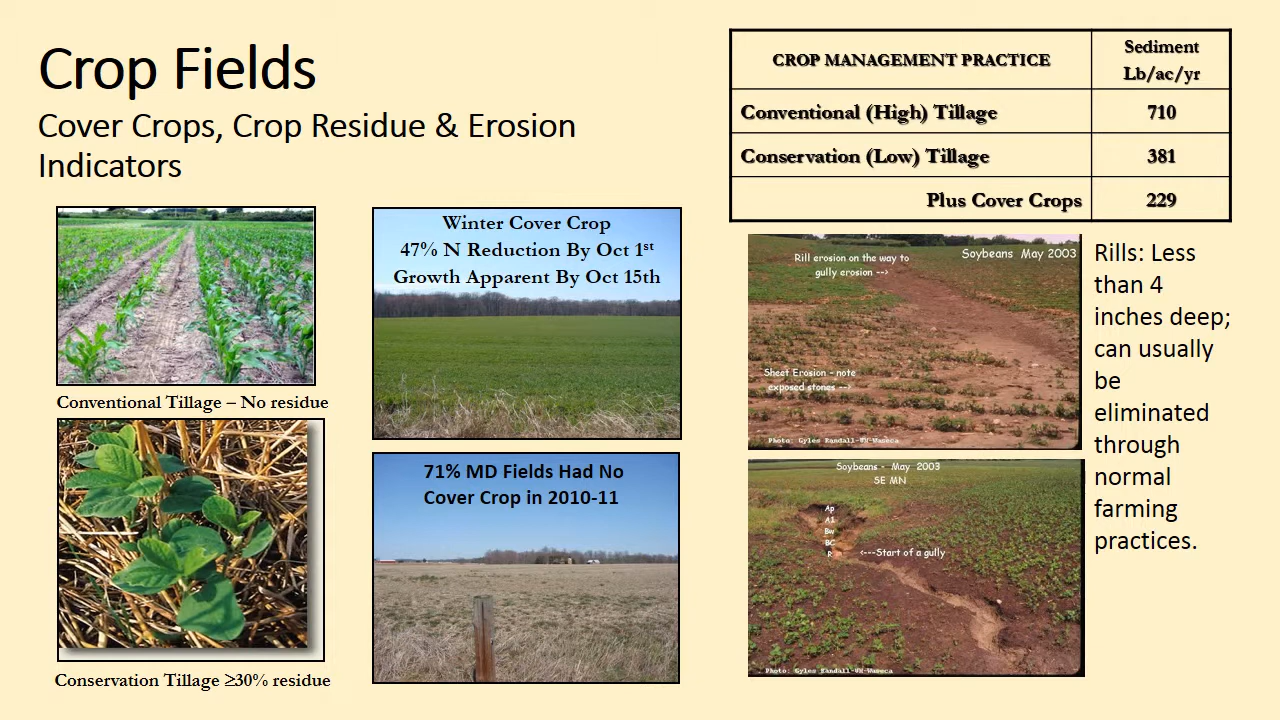 Crop Fields
Cover Crops, Crop Residue & Erosion
Indicators
CROP MANAGEMENT PRACTICE
Sediment
Lb/ac/yr
Conventional (High) Tillage
710
Conservation (Low) Tillage
381
Plus Cover Crops
229
Conventional Tillage – No residue
Conservation Tillage ≥30% residue
Winter Cover Crop
47% N Reduction By Oct 1st
Growth Apparent By Oct 15th
71% MD Fields Had No
Cover Crop in 2010-11
Rill erosion on the way to
gully erosion -->
Soybeans May 2003
Sheet Erosion - note
exposed stones -->
Photo: Gyles Randall-UM-Waseca
Soybeans - May 2003
SE MN
Ap
A1
Bw
BC
R
<---Start of a gully
Photo: Gyles Randall-UM-Waseca
Rills: Less
than 4
inches deep;
can usually
be
eliminated
through
normal
farming
practices.